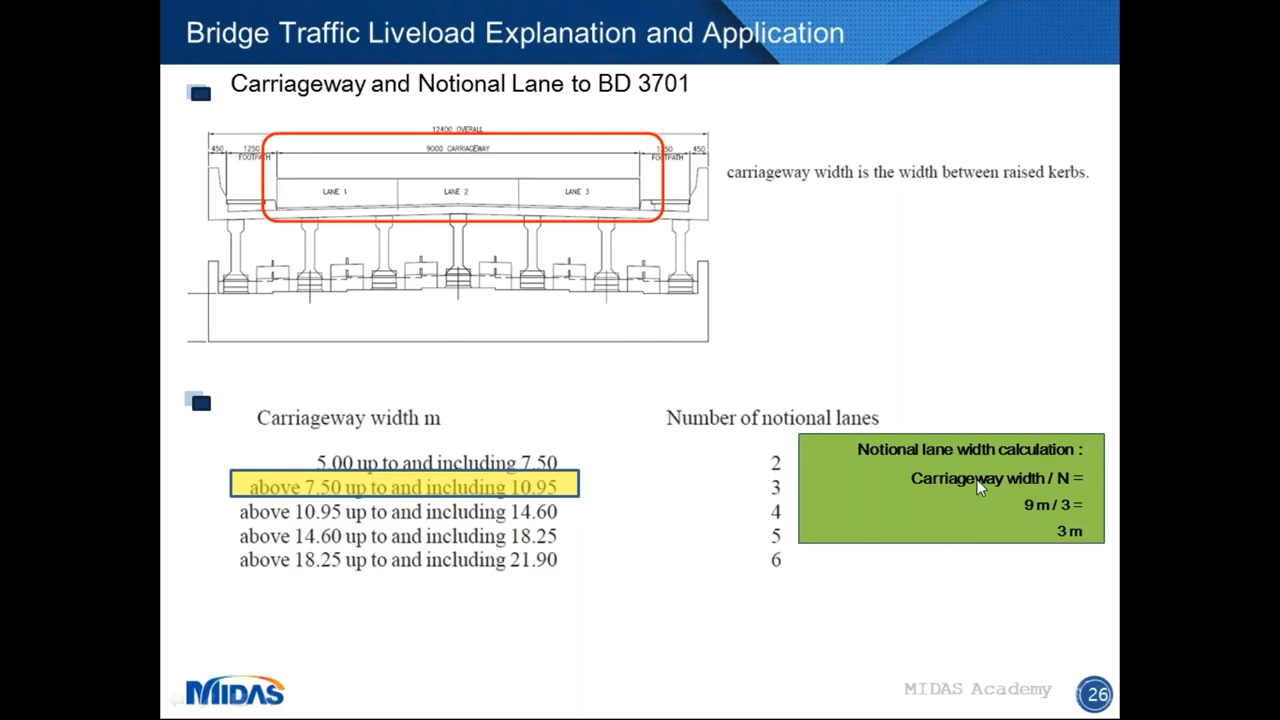 Bridge Traffic Liveload Explanation and Application
Carriageway and Notional Lane to BD 3701
12400 OVERALL
450 1250 9000 CARRIAGEWAY 1250 450
FOOTPATH FOOTPATH
LANE 1 LANE 2 LANE 3
carriageway width is the width between raised kerbs.
Carriageway width m Number of notional lanes
5.00 up to and including 7.50 2
above 7.50 up to and including 10.95 3
above 10.95 up to and including 14.60 4
above 14.60 up to and including 18.25 5
above 18.25 up to and including 21.90 6
Notional lane width calculation :
Carriageway width / N =
9 m / 3 =
3 m
MIDAS
MIDAS Academy
26